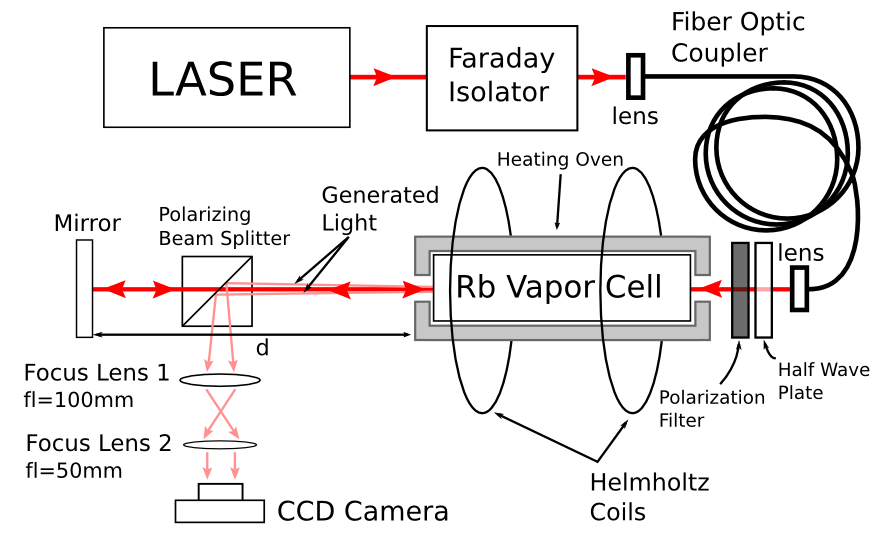 LASER
Faraday
Isolator
lens
Fiber Optic
Coupler
Heating Oven
Generated
Light
Mirror
Polarizing
Beam Splitter
Rb Vapor Cell
lens
d
Focus Lens 1
fl=100mm
Polarization
Filter
Half Wave
Plate
Focus Lens 2
fl=50mm
Helmholtz
Coils
CCD Camera